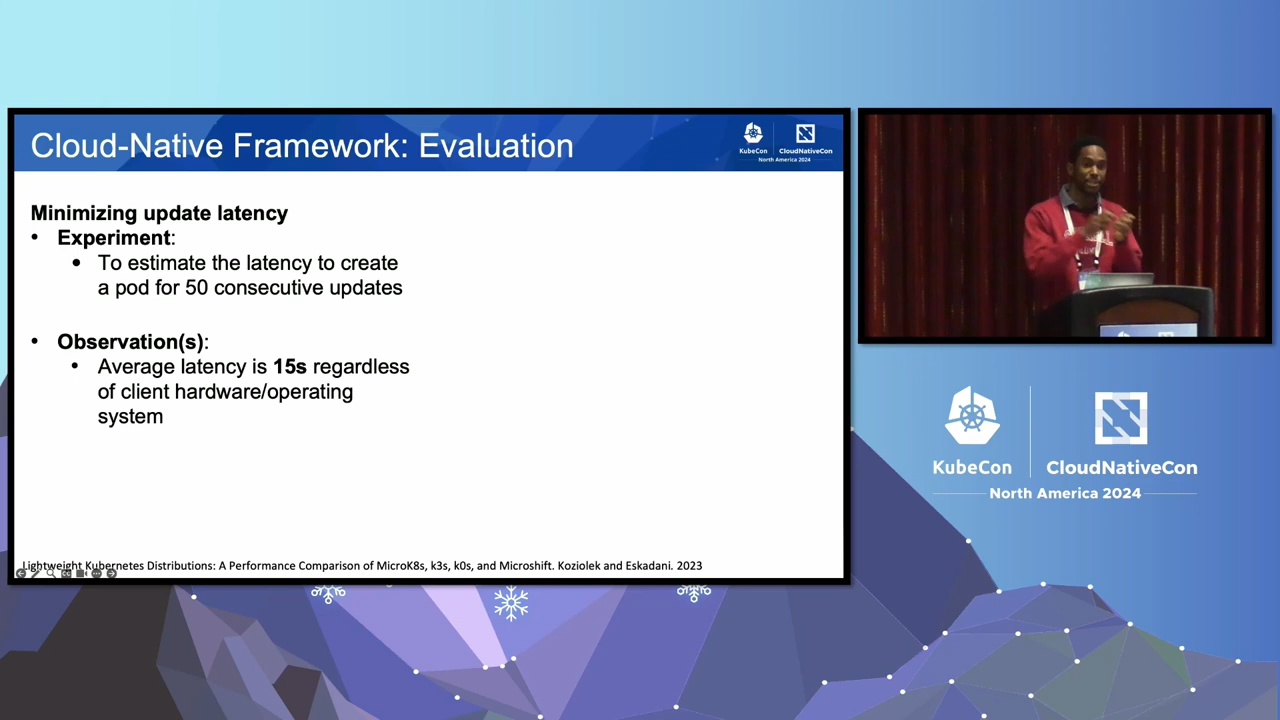 Cloud-Native Framework: Evaluation
KubeCon
CloudNativeCon
North America 2024
Minimizing update latency
• Experiment:
• To estimate the latency to create
a pod for 50 consecutive updates
• Observation(s):
• Average latency is 15s regardless
of client hardware/operating
system
Lightweight Kubernetes Distributions: A Performance Comparison of MicroK8s, k3s, k0s, and Microshift. Koziolek and Eskadani. 2023
KubeCon
CloudNativeCon
North America 2024